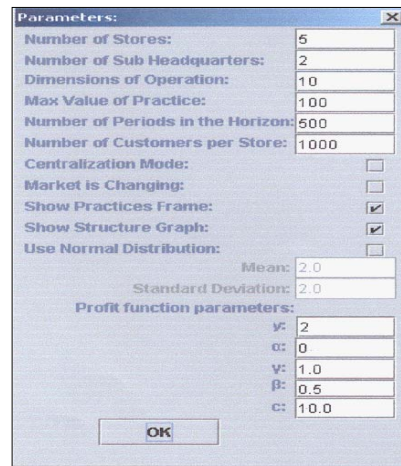 Parameters:
Number of Stores: 5
Number of Sub Headquarters: 2
Dimensions of Operation: 10
Max Value of Practice: 100
Number of Periods in the Horizon: 500
Number of Customers per Store: 1000
Centralization Mode:
Market is Changing:
Show Practices Frame:
Show Structure Graph:
Use Normal Distribution:
Mean: 2.0
Standard Deviation: 2.0
Profit function parameters:
γ: 2
α: 0
γ: 1.0
β: 0.5
c: 10.0
OK